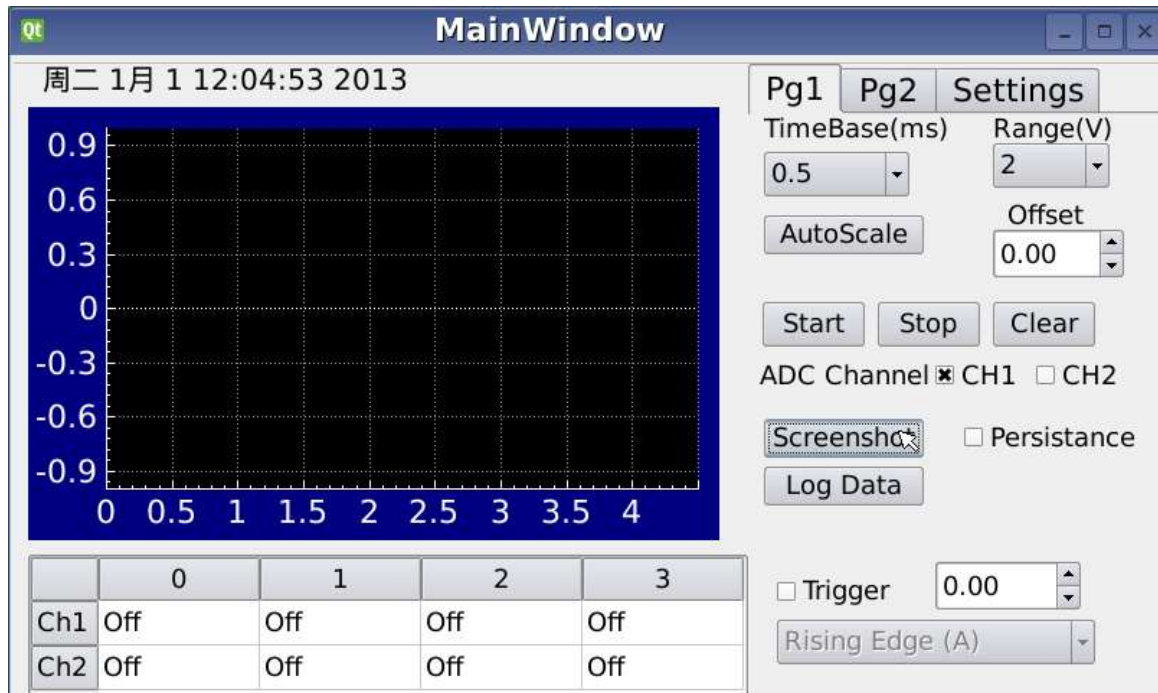 Qt MainWindow
周二 1月 1 12:04:53 2013
Pg1 Pg2 Settings
TimeBase(ms) Range(V)
0.5 2
AutoScale
Offset
0.00
Start Stop Clear
ADC Channel CH1 CH2
Screenshot Persistance
Log Data
0.9
0.6
0.3
0
-0.3
-0.6
-0.9
0 0.5 1 1.5 2 2.5 3 3.5 4
0 1 2 3
Ch1 Off Off Off Off
Ch2 Off Off Off Off
Trigger 0.00
Rising Edge (A)